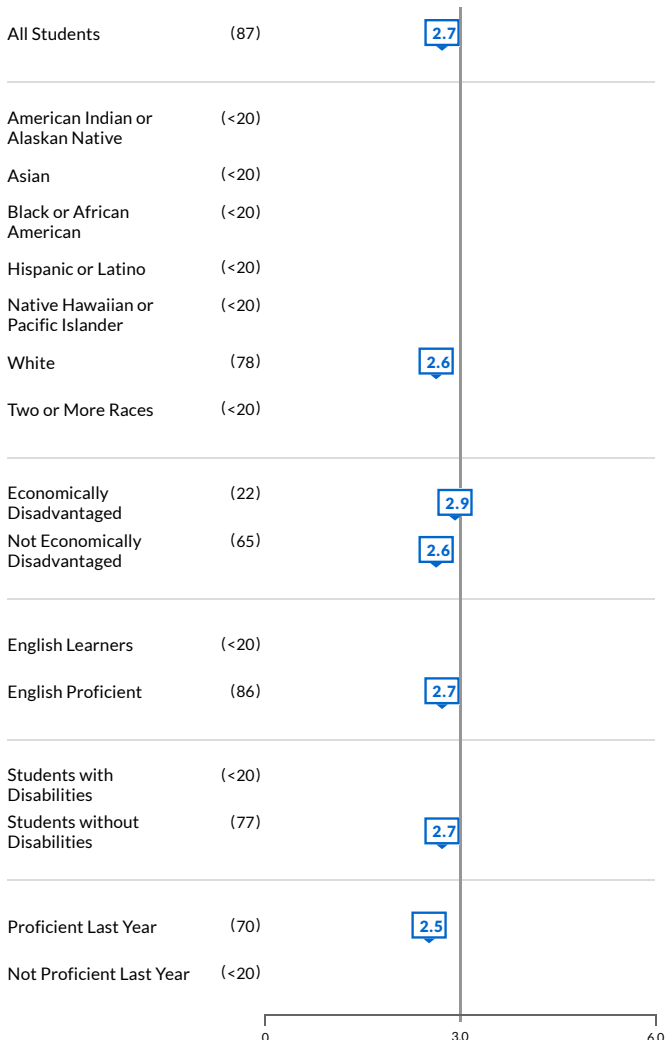 All Students (87) 2.7
American Indian or (<20)
Alaskan Native
Asian (<20)
Black or African (<20)
American
Hispanic or Latino (<20)
Native Hawaiian or (<20)
Pacific Islander
White (78) 2.6
Two or More Races (<20)
Economically (22) 2.9
Disadvantaged
Not Economically (65) 2.6
Disadvantaged
English Learners (<20)
English Proficient (86) 2.7
Students with (<20)
Disabilities
Students without (77) 2.7
Disabilities
Proficient Last Year (70) 2.5
Not Proficient Last Year (<20)
0 3.0 6.0